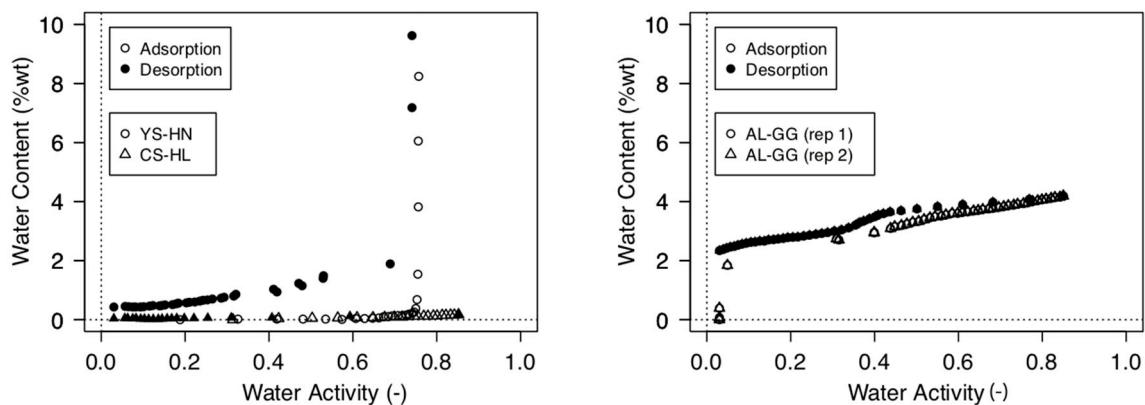 10
8
6
4
2
0
Water Content (%wt)
Adsorption
Desorption
YS-HN
CS-HL
0.0 0.2 0.4 0.6 0.8 1.0
Water Activity (-)
10
8
6
4
2
0
Water Content (%wt)
Adsorption
Desorption
AL-GG (rep 1)
AL-GG (rep 2)
0.0 0.2 0.4 0.6 0.8 1.0
Water Activity (-)